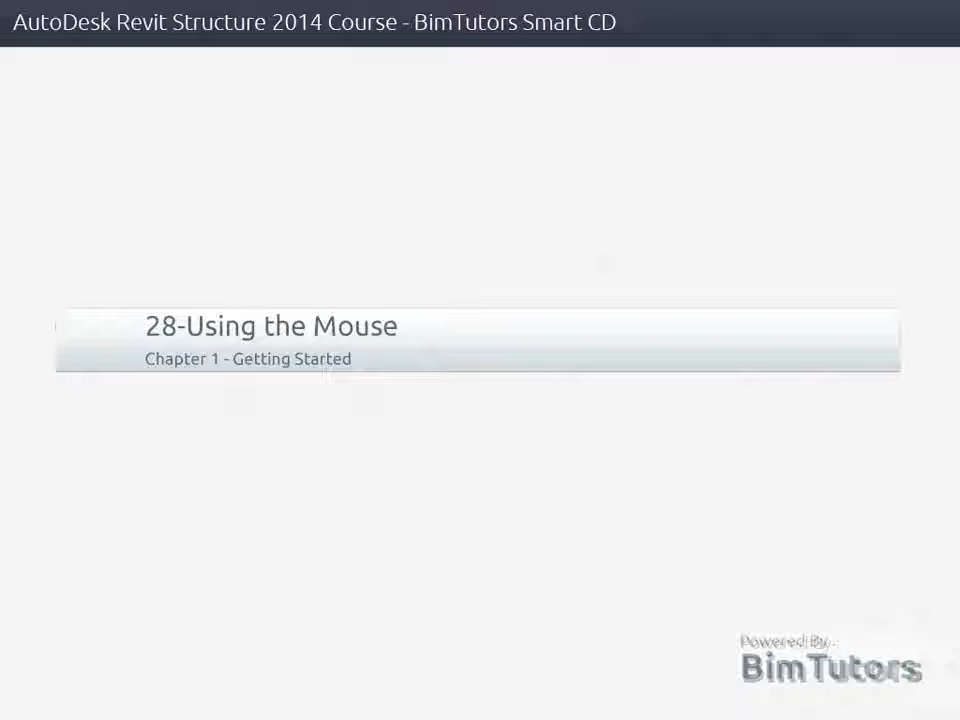 AutoDesk Revit Structure 2014 Course - BimTutors Smart CD
28-Using the Mouse
Chapter 1 - Getting Started
Powered By..
BimTutors